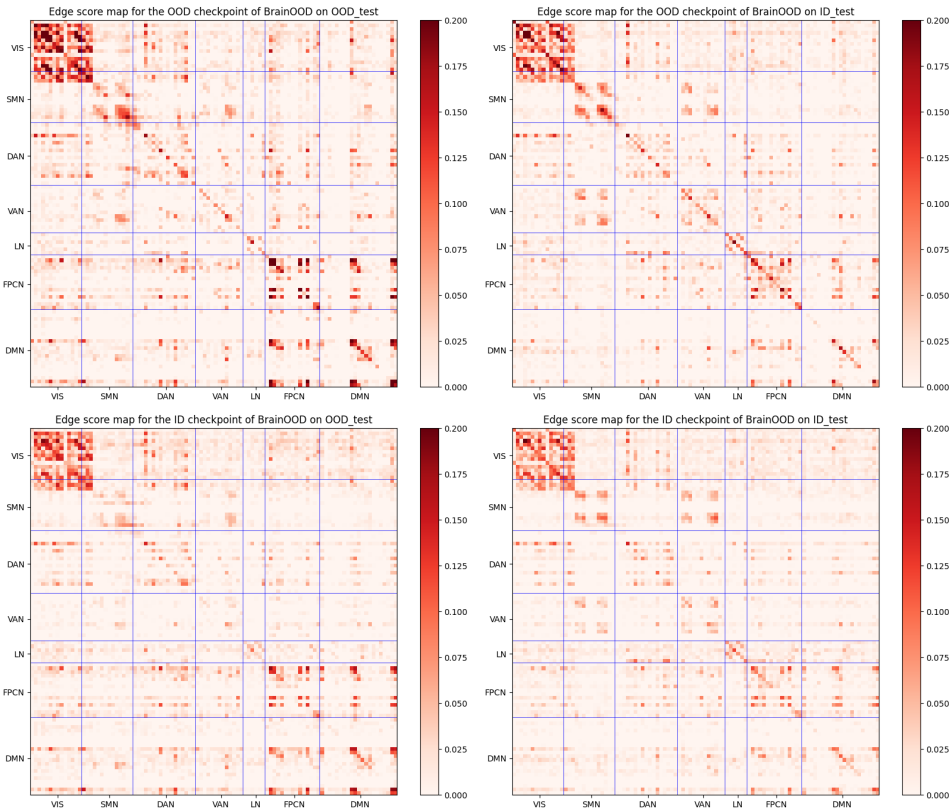 Edge score map for the OOD checkpoint of BrainOOD on OOD_test
VIS
SMN
DAN
VAN
LN
FPCN
DMN
VIS SMN DAN VAN LN FPCN DMN
0.200
0.175
0.150
0.125
0.100
0.075
0.050
0.025
0.000
Edge score map for the OOD checkpoint of BrainOOD on ID_test
VIS
SMN
DAN
VAN
LN
FPCN
DMN
VIS SMN DAN VAN LN FPCN DMN
0.200
0.175
0.150
0.125
0.100
0.075
0.050
0.025
0.000
Edge score map for the ID checkpoint of BrainOOD on OOD_test
VIS
SMN
DAN
VAN
LN
FPCN
DMN
VIS SMN DAN VAN LN FPCN DMN
0.200
0.175
0.150
0.125
0.100
0.075
0.050
0.025
0.000
Edge score map for the ID checkpoint of BrainOOD on ID_test
VIS
SMN
DAN
VAN
LN
FPCN
DMN
VIS SMN DAN VAN LN FPCN DMN
0.200
0.175
0.150
0.125
0.100
0.075
0.050
0.025
0.000